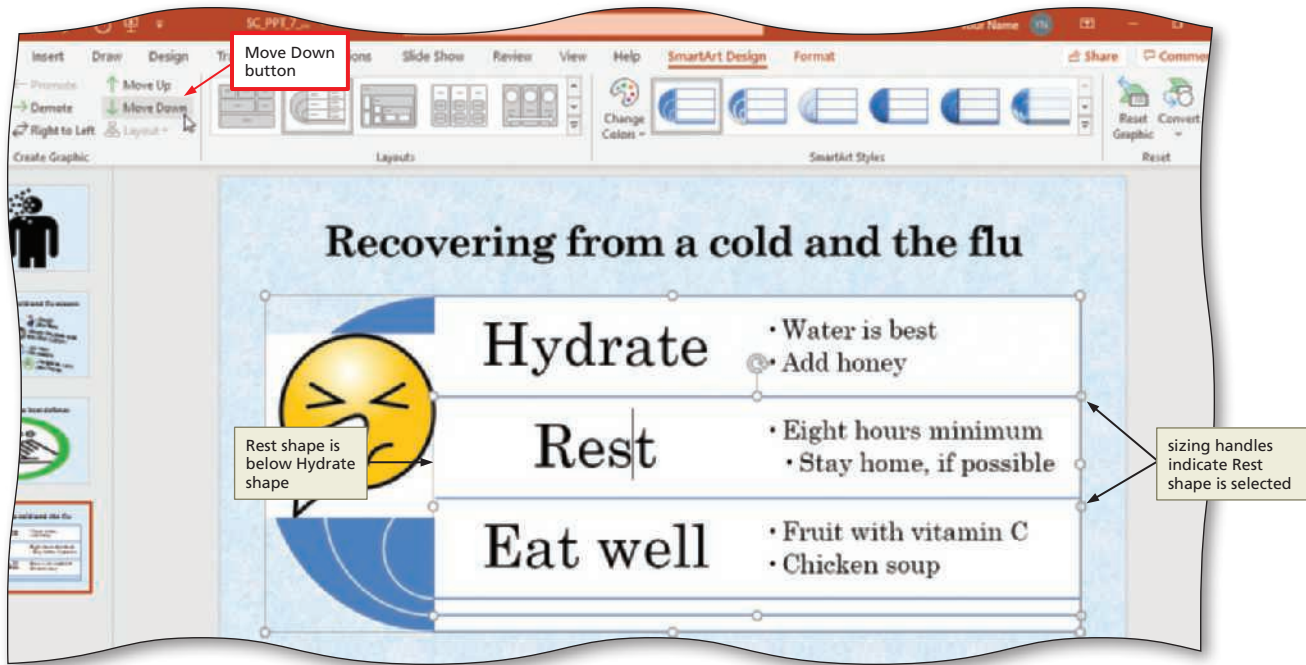 SC_PPT_7_...
Your Name YN
Insert Draw Design Slide Show Review View Help SmartArt Design Format Share
Move Down
button
Promote Move Up
Demote Move Down
Right to Left Layout
Change
Colors
Reset
Graphic
Convert
Create Graphic Layouts SmartArt Styles Reset
Recovering from a cold and the flu
Hydrate
• Water is best
• Add honey
Rest
• Eight hours minimum
• Stay home, if possible
Eat well
• Fruit with vitamin C
• Chicken soup
Rest shape is
below Hydrate
shape
sizing handles
indicate Rest
shape is selected